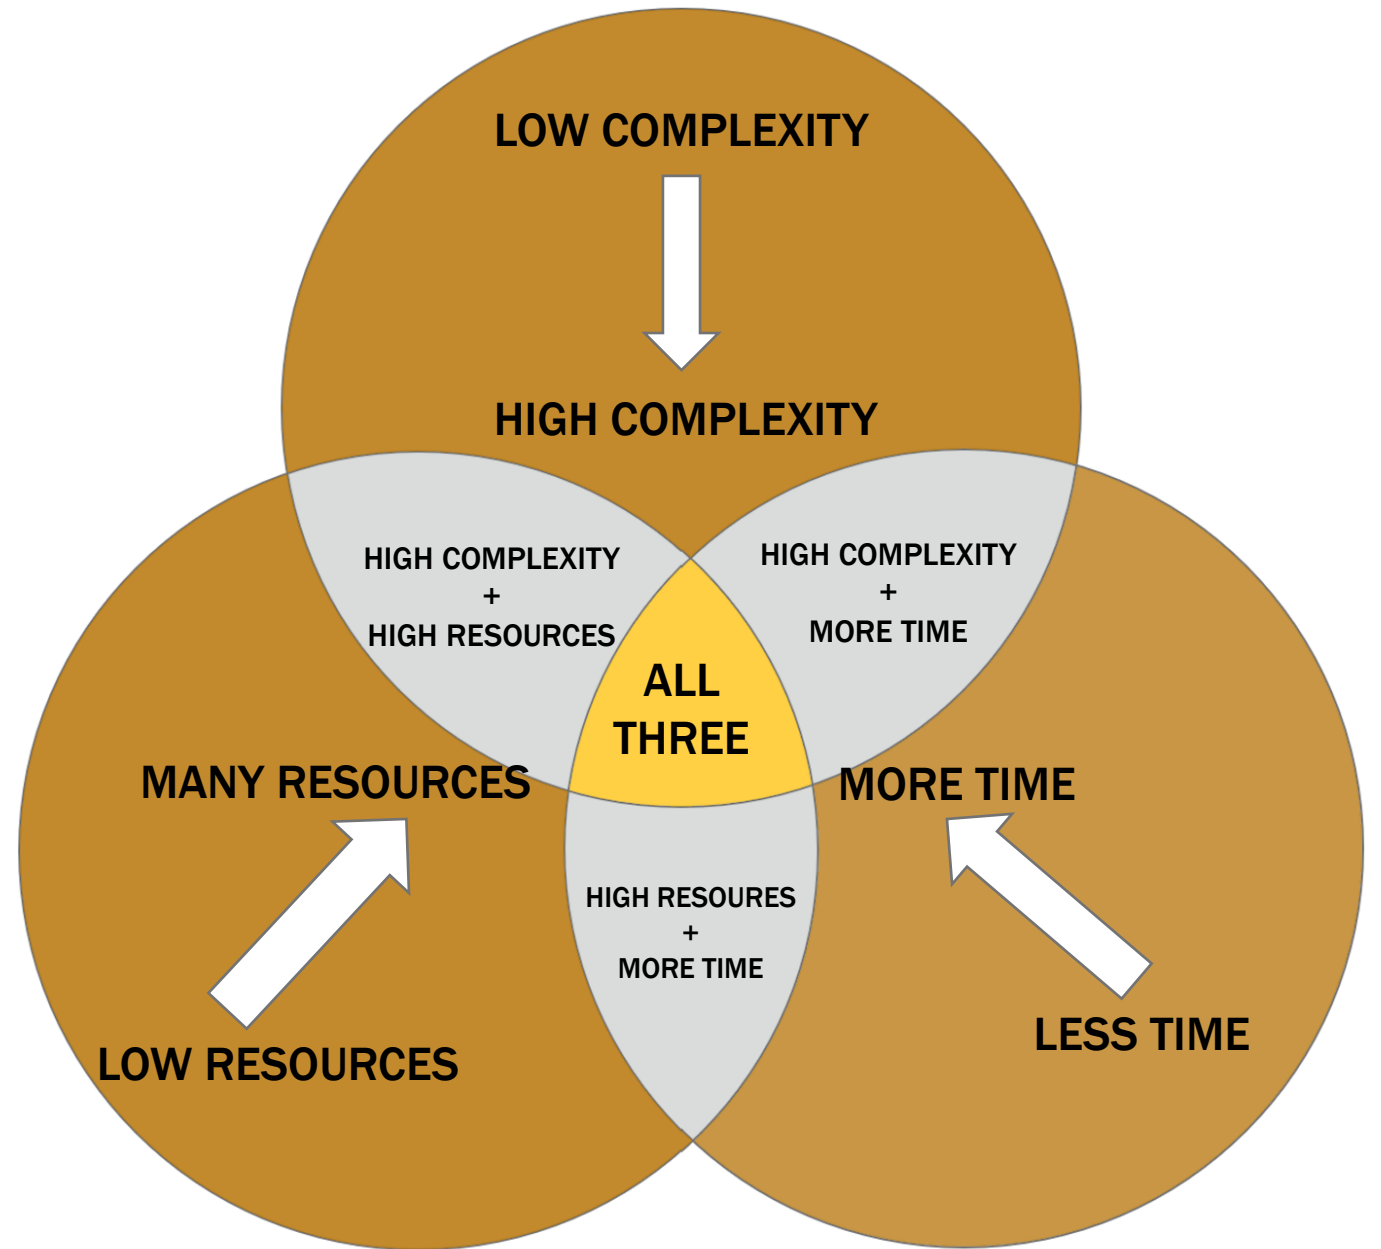 LOW COMPLEXITY
HIGH COMPLEXITY
HIGH COMPLEXITY
+
HIGH RESOURCES
HIGH COMPLEXITY
+
MORE TIME
ALL
THREE
MANY RESOURCES
MORE TIME
HIGH RESOURES
+
MORE TIME
LOW RESOURCES
LESS TIME